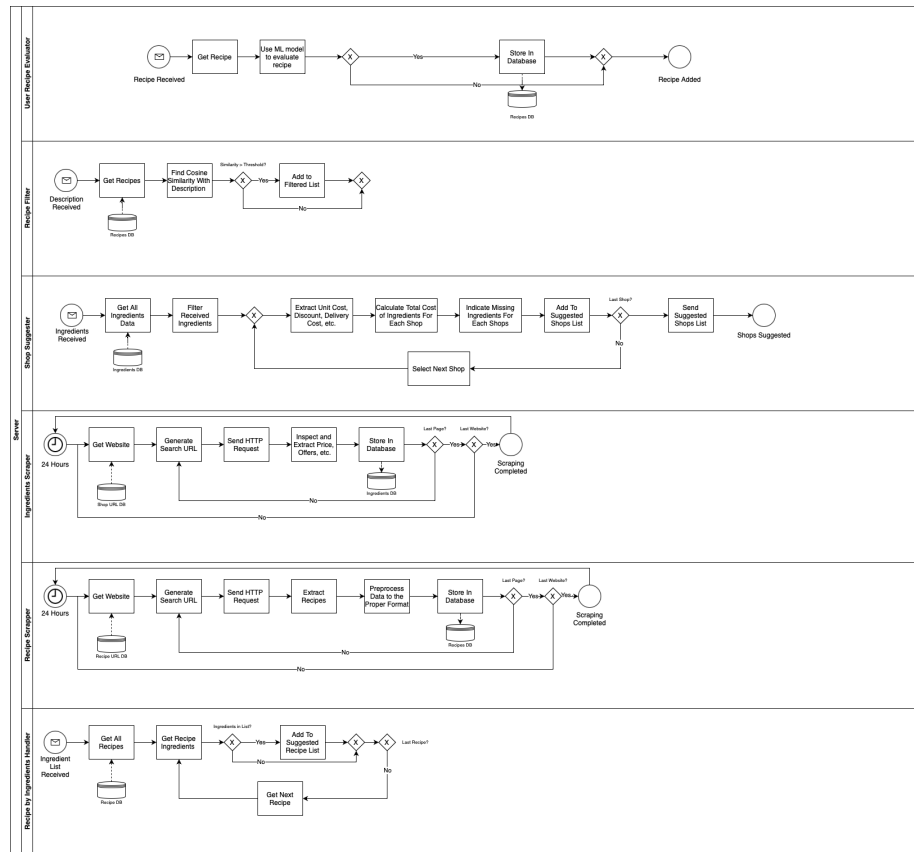 Server
User Recipe Evaluator
Recipe Received
Get Recipe
Use ML model
to evaluate
recipe
X
Yes
No
Store In
Database
Recipes DB
X
Recipe Added
Recipe Filter
Description
Received
Get Recipes
Recipes DB
Find Cosine
Similarity With
Description
Similarity > Threshold?
X
Yes
No
Add to
Filtered List
X
Shop Suggester
Ingredients
Received
Get All
Ingredients
Data
Ingredients DB
Filter
Received
Ingredients
X
Extract Unit Cost,
Discount, Delivery
Cost, etc.
Calculate Total Cost
of Ingredients For
Each Shop
Indicate Missing
Ingredients For
Each Shops
Add To
Suggested
Shops List
Last Shop?
X
No
Select Next Shop
Send
Suggested
Shops List
Shops Suggested
Ingredients Scraper
24 Hours
Get Website
Shop URL DB
Generate
Search URL
Send HTTP
Request
Inspect and
Extract Price,
Offers, etc.
Store In
Database
Ingredients DB
Last Page?
X
Yes
No
Last Website?
X
Yes
No
Scraping
Completed
Recipe Scrapper
24 Hours
Get Website
Recipe URL DB
Generate
Search URL
Send HTTP
Request
Extract
Recipes
Preprocess
Data to the
Proper Format
Store In
Database
Recipes DB
Last Page?
X
Yes
No
Last Website?
X
Yes
No
Scraping
Completed
Recipe by Ingredients Handler
Ingredient
List
Received
Get All
Recipes
Recipe DB
Get Recipe
Ingredients
Ingredients in List?
X
Yes
No
Add To
Suggested
Recipe List
X
X
Last Recipe?
No
Get Next
Recipe